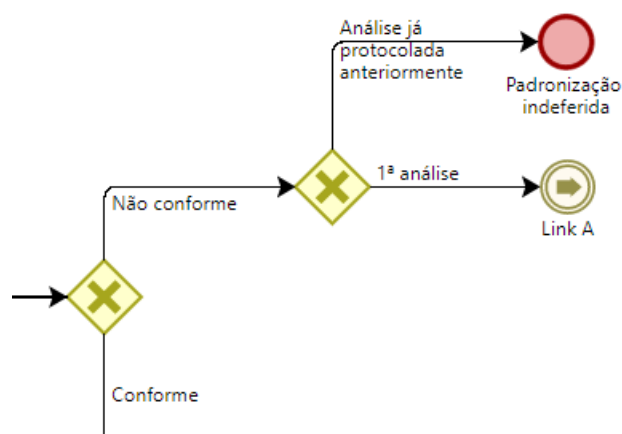 Análise já
protocolada
anteriormente
Padronização
indeferida
1ª análise
Link A
Não conforme
Conforme